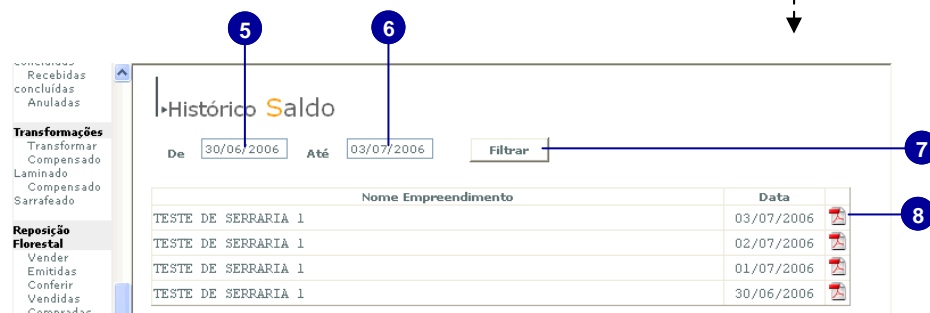 5
6
Recebidas
concluídas
Anuladas
Transformações
Transformar
Compensado
Laminado
Compensado
Sarrafeado
Reposição
Florestal
Vender
Emitidas
Conferir
Vendidas
Compradas
Histórico Saldo
De 30/06/2006 Até 03/07/2006 Filtrar
7
Nome Empreendimento Data
TESTE DE SERRARIA 1 03/07/2006
8
TESTE DE SERRARIA 1 02/07/2006
TESTE DE SERRARIA 1 01/07/2006
TESTE DE SERRARIA 1 30/06/2006